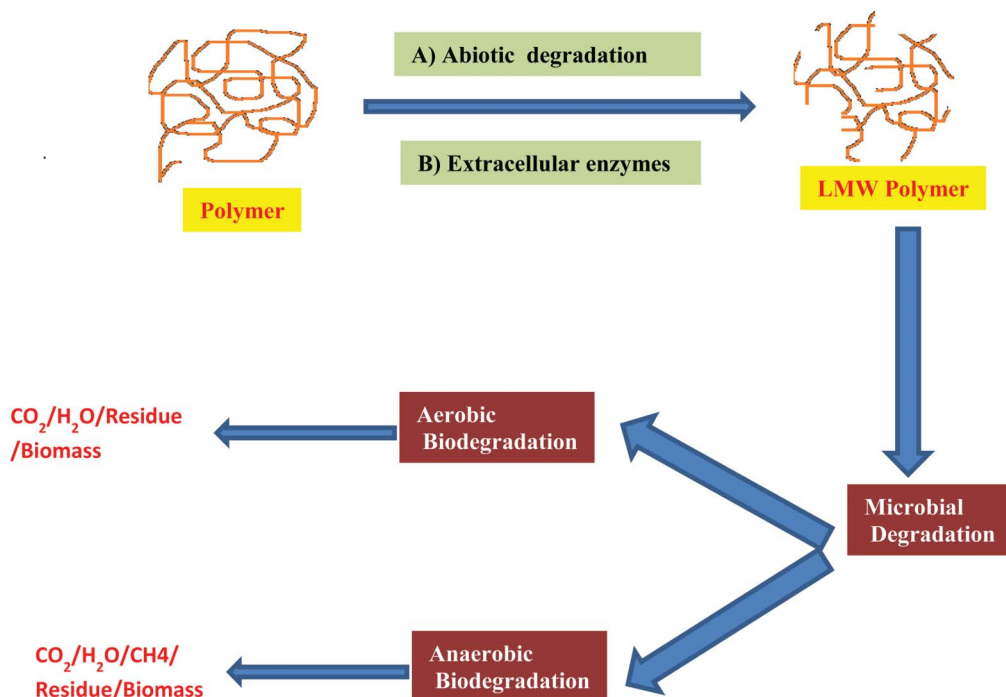 A) Abiotic degradation
B) Extracellular enzymes
Polymer
LMW Polymer
CO₂/H₂O/Residue
/Biomass
Aerobic
Biodegradation
Microbial
Degradation
CO₂/H₂O/CH4/
Residue/Biomass
Anaerobic
Biodegradation